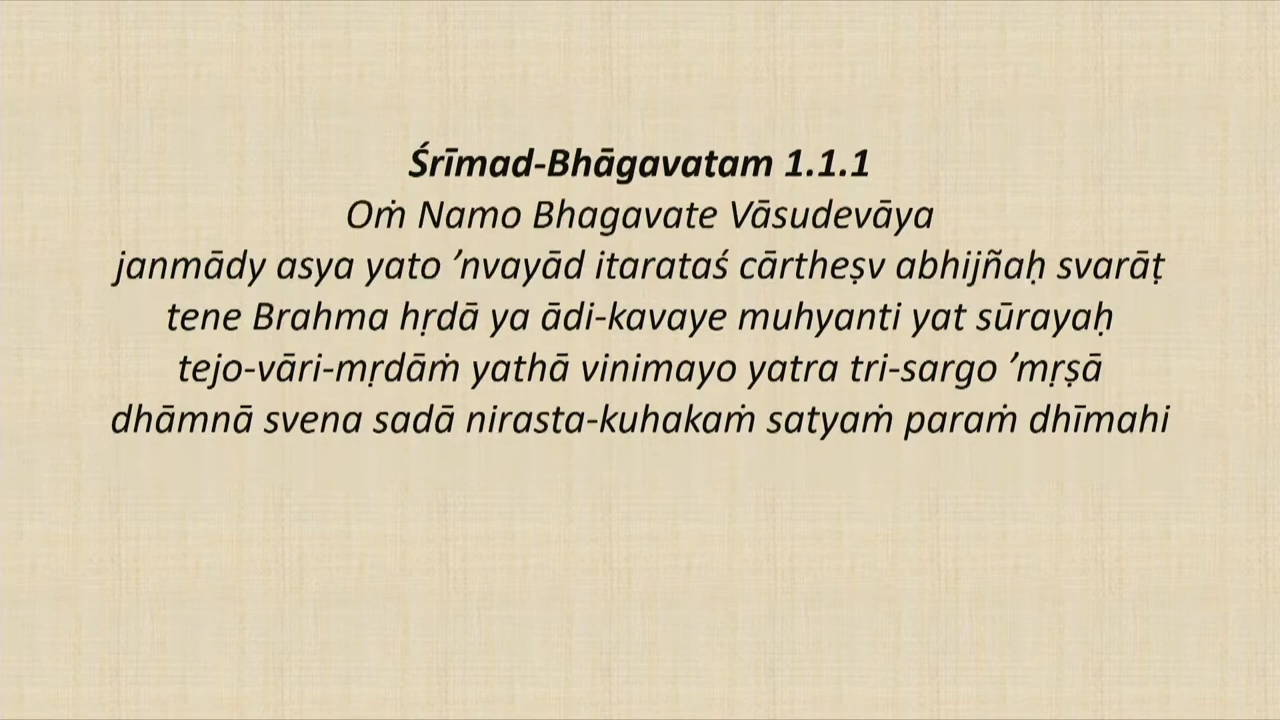 Śrīmad-Bhāgavatam 1.1.1
Oṁ Namo Bhagavate Vāsudevāya
janmādy asya yato ’nvayād itarataś cārtheṣv abhijñaḥ svarāṭ
tene Brahma hṛdā ya ādi-kavaye muhyanti yat sūrayaḥ
tejo-vāri-mṛdāṁ yathā vinimayo yatra tri-sargo ’mṛṣā
dhāmnā svena sadā nirasta-kuhakaṁ satyaṁ paraṁ dhīmahi